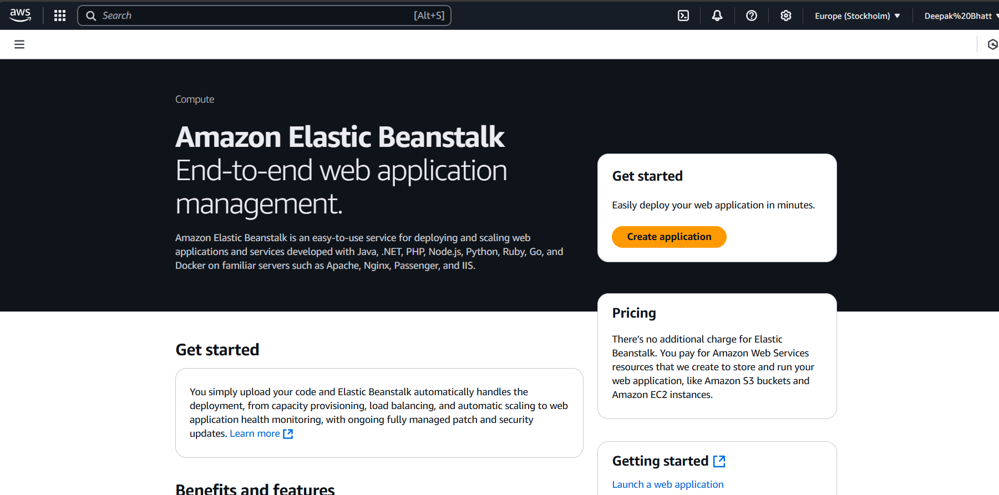 aws
Search [Alt+S]
Europe (Stockholm)
Deepak%20Bhatt
Compute
Amazon Elastic Beanstalk
End-to-end web application
management.
Amazon Elastic Beanstalk is an easy-to-use service for deploying and scaling web
applications and services developed with Java, .NET, PHP, Node.js, Python, Ruby, Go, and
Docker on familiar servers such as Apache, Nginx, Passenger, and IIS.
Get started
Easily deploy your web application in minutes.
Create application
Pricing
There’s no additional charge for Elastic
Beanstalk. You pay for Amazon Web Services
resources that we create to store and run your
web application, like Amazon S3 buckets and
Amazon EC2 instances.
Get started
You simply upload your code and Elastic Beanstalk automatically handles the
deployment, from capacity provisioning, load balancing, and automatic scaling to web
application health monitoring, with ongoing fully managed patch and security
updates. Learn more
Getting started
Launch a web application
Benefits and features